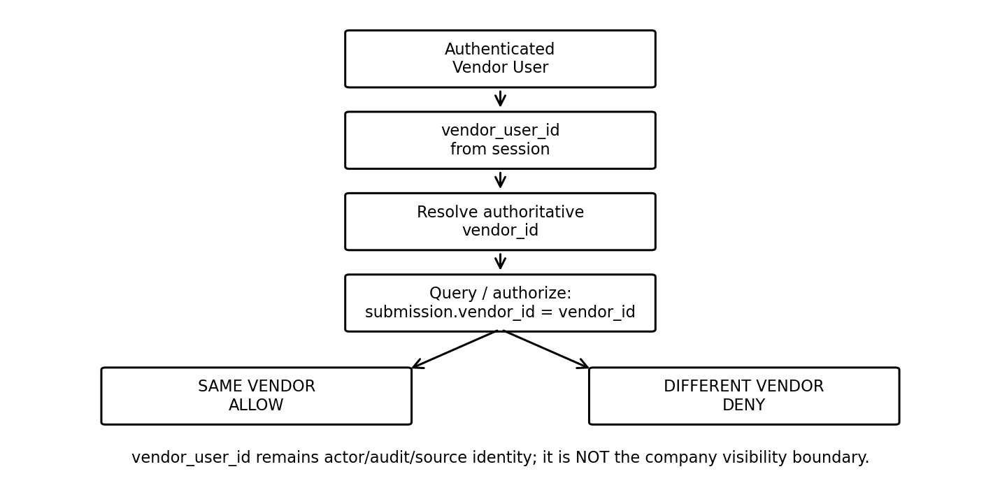 Authenticated
Vendor User
vendor_user_id
from session
Resolve authoritative
vendor_id
Query / authorize:
submission.vendor_id = vendor_id
SAME VENDOR
ALLOW
DIFFERENT VENDOR
DENY
vendor_user_id remains actor/audit/source identity; it is NOT the company visibility boundary.